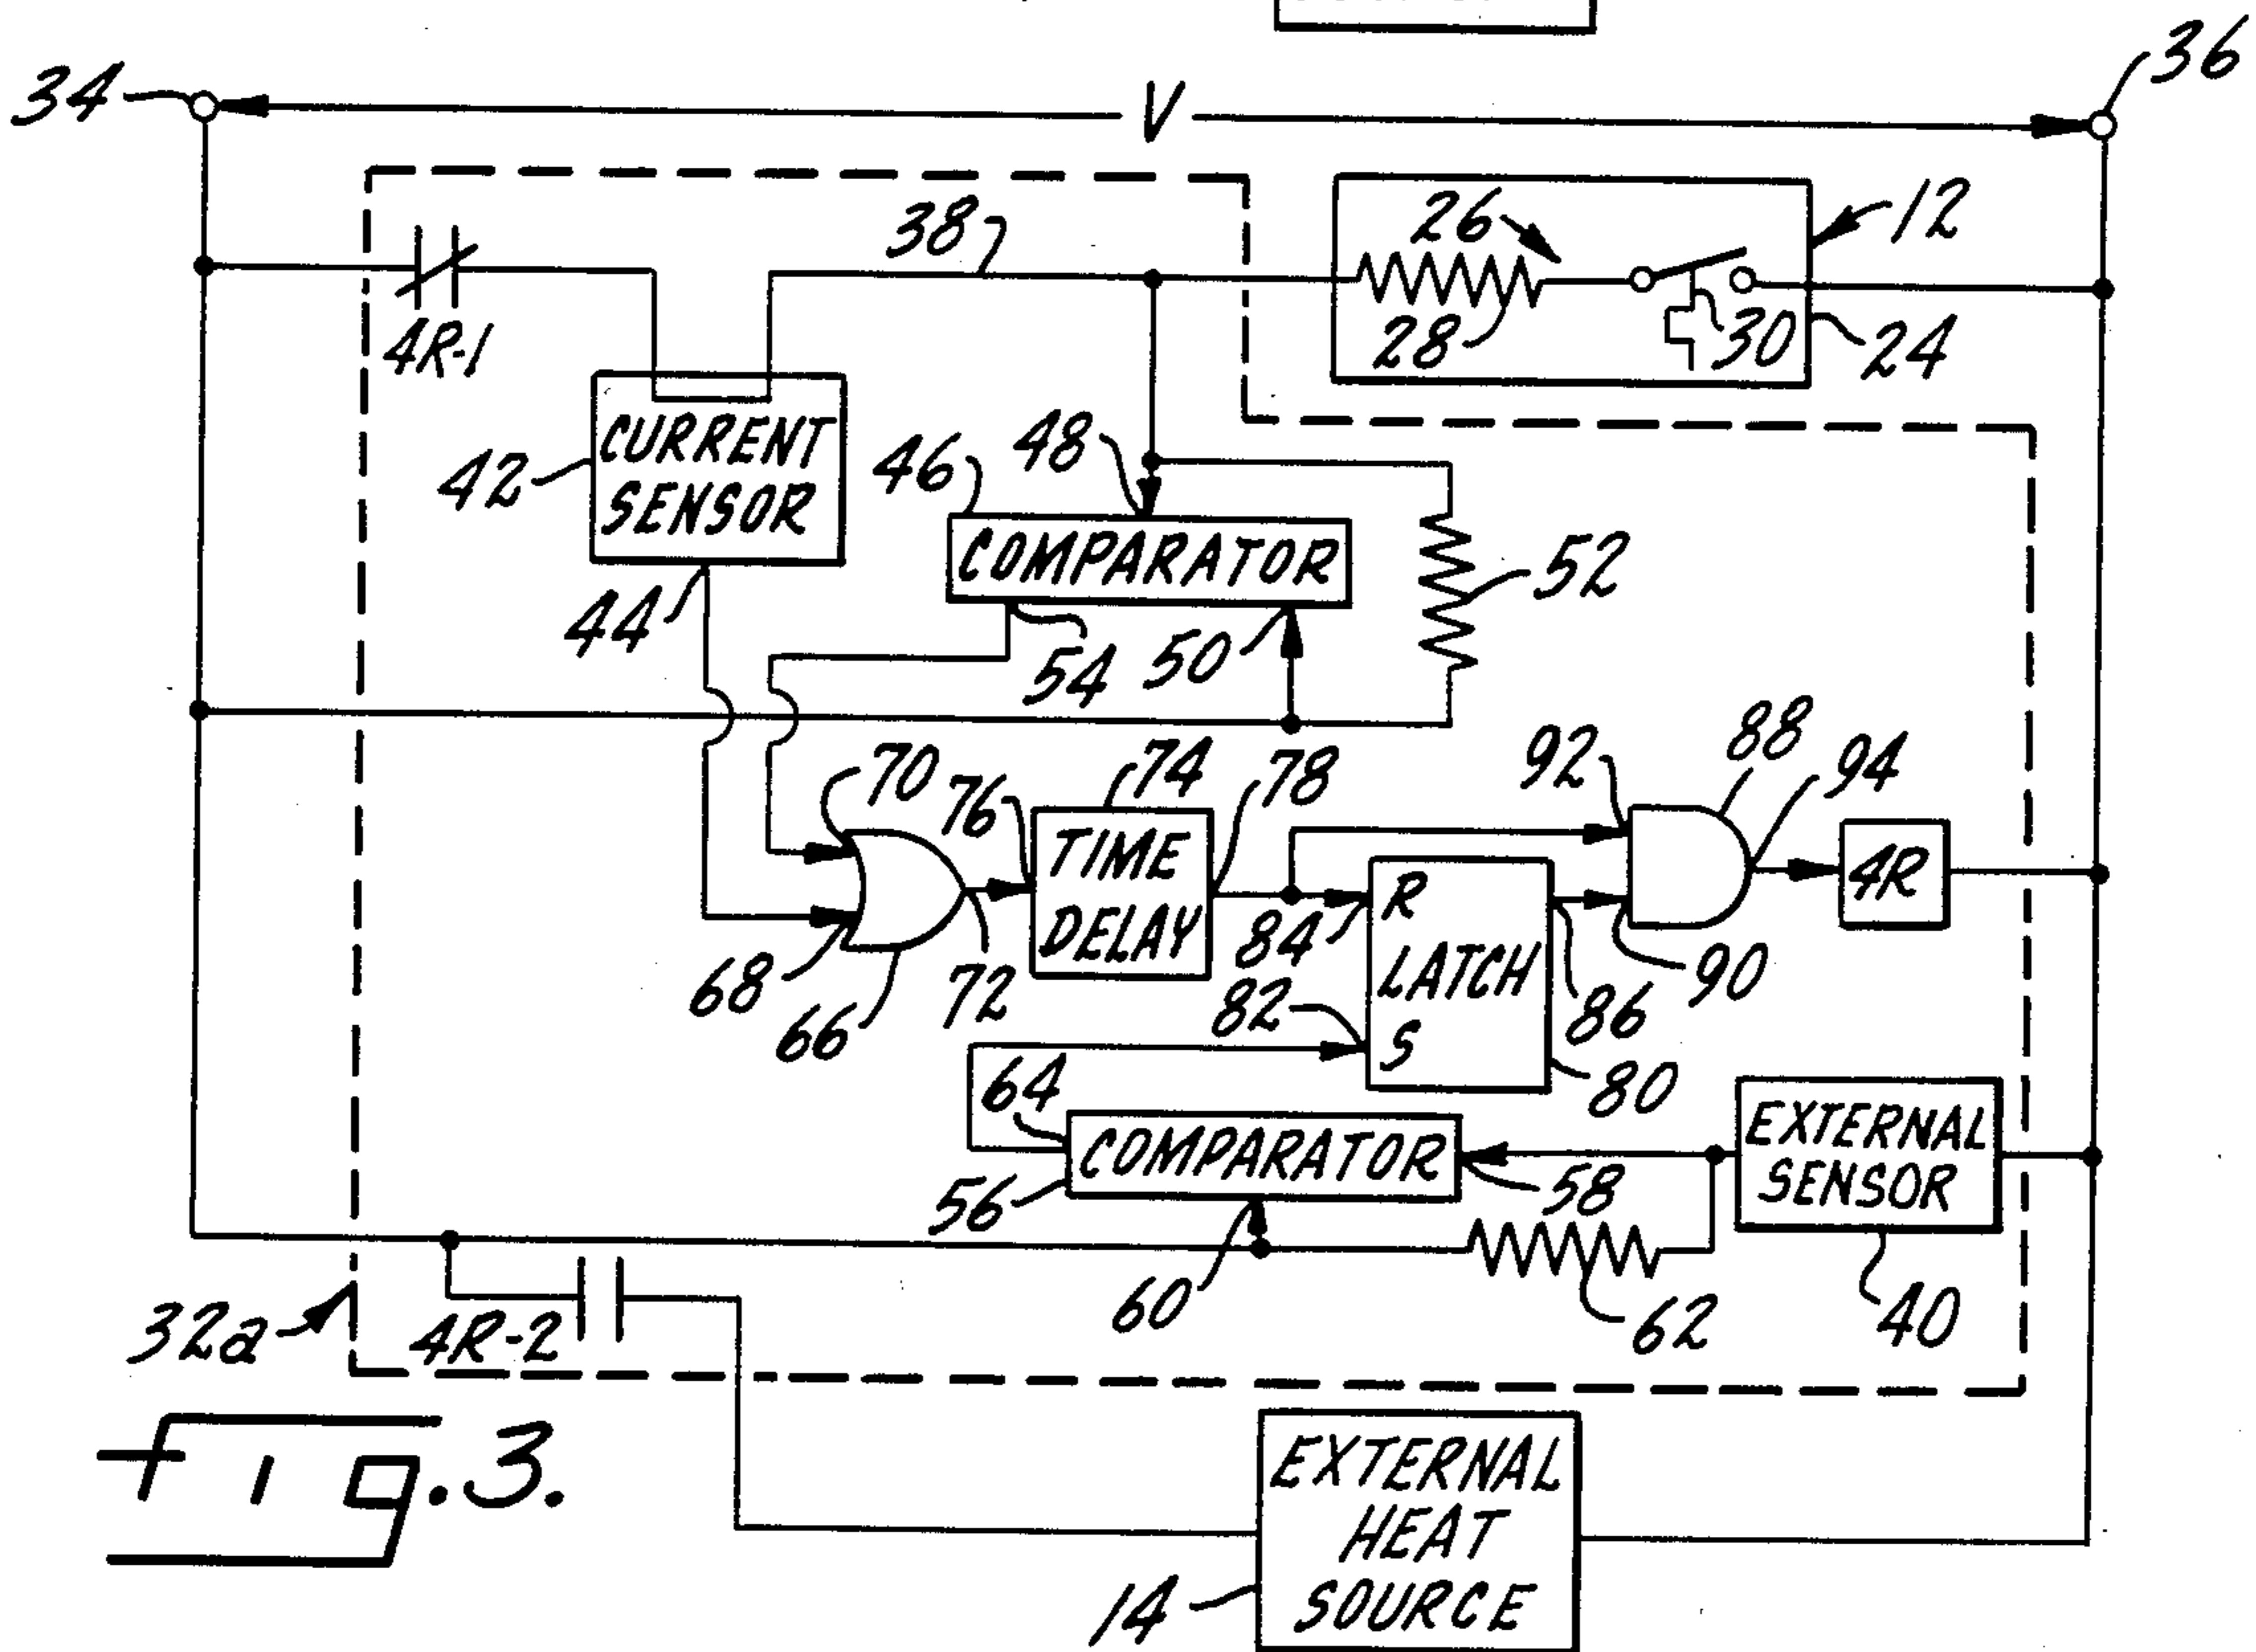 34
V
36
38
26
12
4R-1
28
30
24
42
CURRENT
SENSOR
46
48
COMPARATOR
52
44
54
50
70
76
74
78
92
88
94
TIME
DELAY
84
R
LATCH
S
4R
68
66
72
82
86
90
80
64
COMPARATOR
56
58
EXTERNAL
SENSOR
60
62
40
32a
4R-2
fig.3.
EXTERNAL
HEAT
SOURCE
14